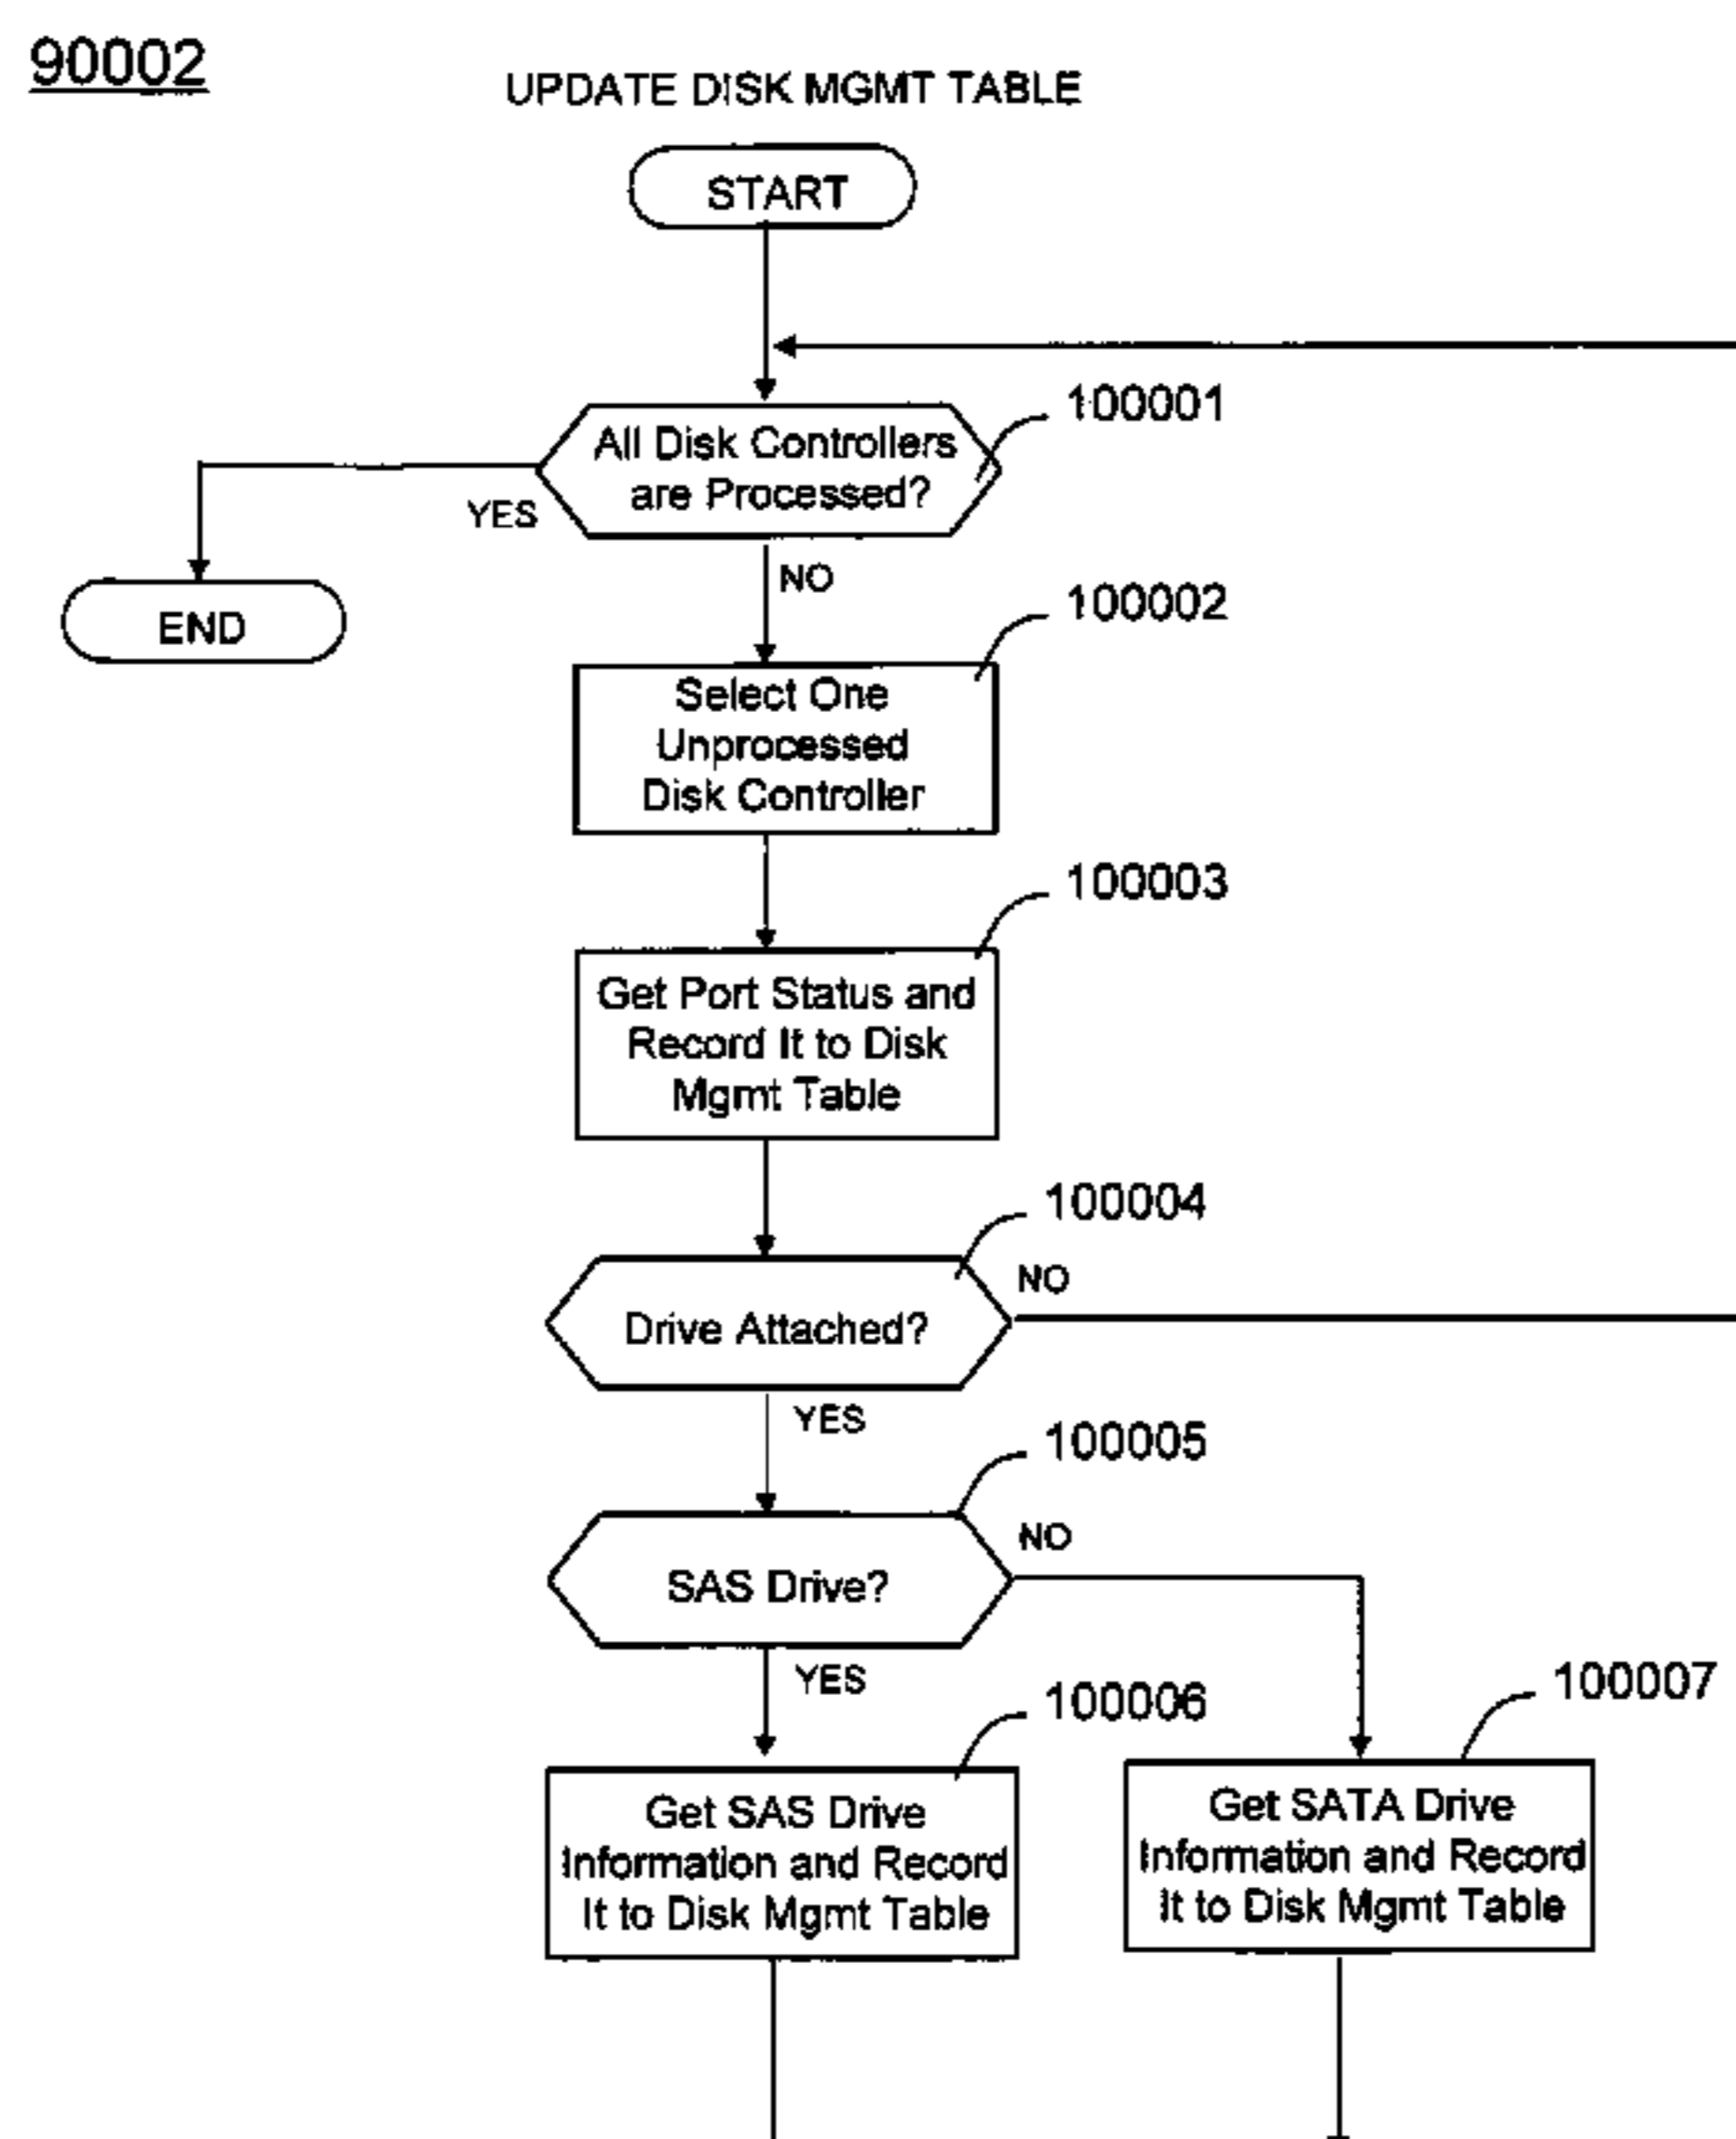 90002
UPDATE DISK MGMT TABLE
START
100001
All Disk Controllers
are Processed?
YES
END
NO
100002
Select One
Unprocessed
Disk Controller
100003
Get Port Status and
Record It to Disk
Mgmt Table
100004
NO
Drive Attached?
YES
100005
NO
SAS Drive?
YES
100006
100007
Get SAS Drive
Information and Record
It to Disk Mgmt Table
Get SATA Drive
Information and Record
It to Disk Mgmt Table